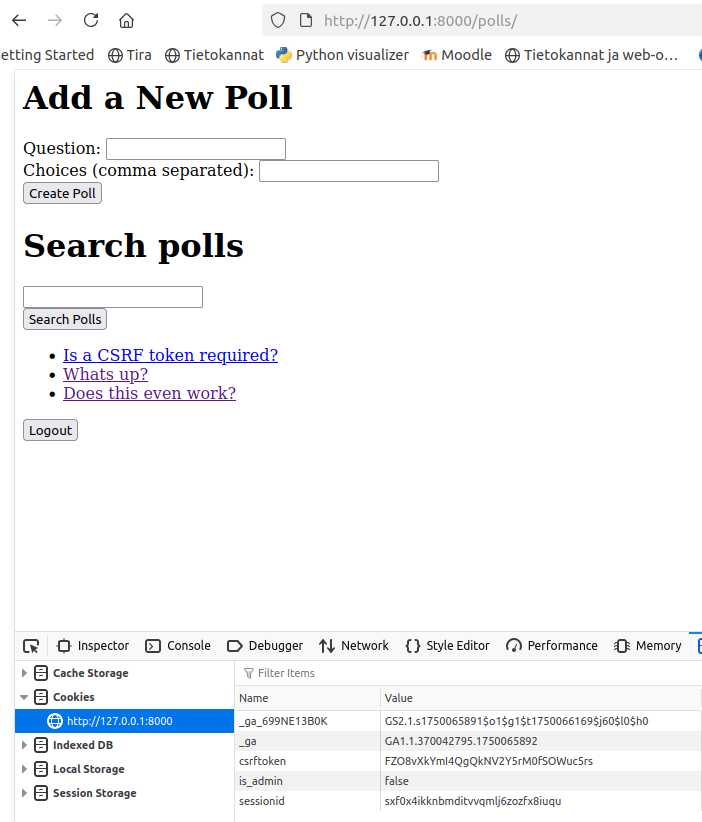 http://127.0.0.1:8000/polls/
etting Started Tira Tietokannat Python visualizer Moodle Tietokannat ja web-o…
Add a New Poll
Question:
Choices (comma separated):
Create Poll
Search polls
Search Polls
Is a CSRF token required?
Whats up?
Does this even work?
Logout
Inspector Console Debugger Network Style Editor Performance Memory
Cache Storage
Cookies
http://127.0.0.1:8000
Indexed DB
Local Storage
Session Storage
Filter Items
Name Value
_ga_699NE13B0K GS2.1.s1750065891$o1$g1$t1750066169$j60$l0$h0
_ga GA1.1.370042795.1750065892
csrftoken FZO8vXkYmI4QgQkNV2Y5rM0fSOWuc5rs
is_admin false
sessionid sxf0x4ikknbmditvvqmlj6zozfx8iuqu